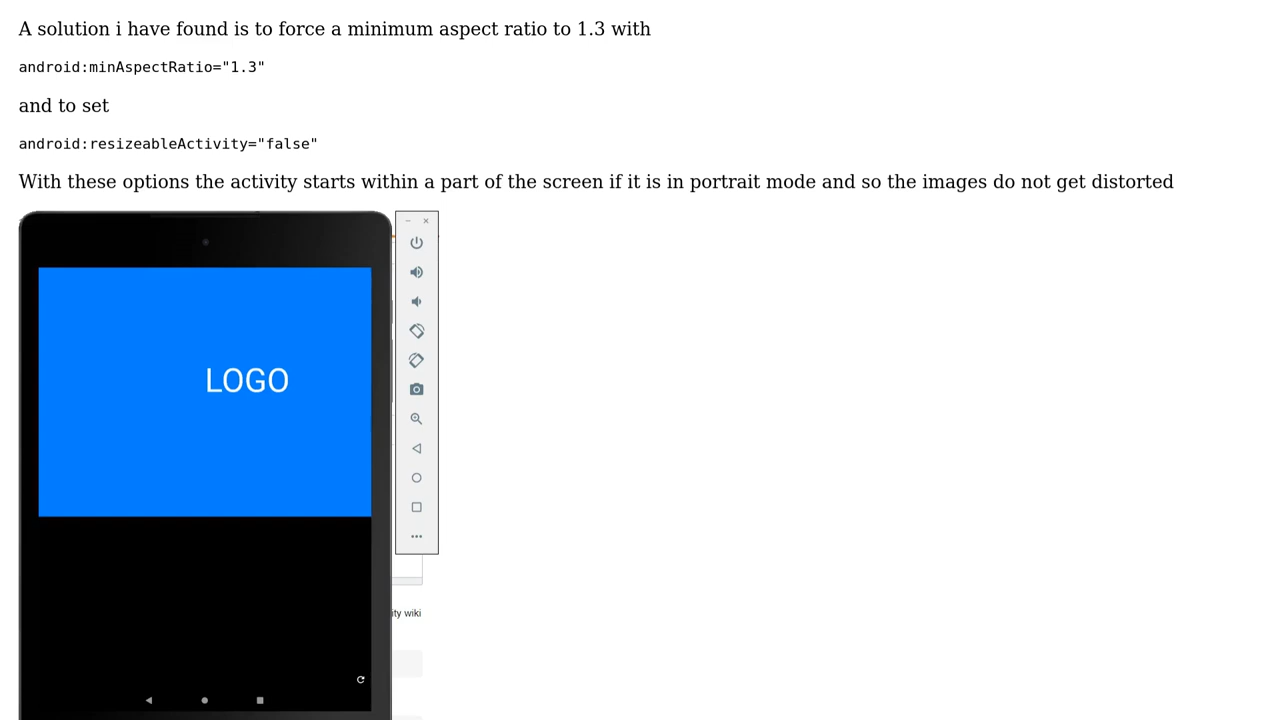 A solution i have found is to force a minimum aspect ratio to 1.3 with
android:minAspectRatio="1.3"
and to set
android:resizeableActivity="false"
With these options the activity starts within a part of the screen if it is in portrait mode and so the images do not get distorted
LOGO
ity wiki